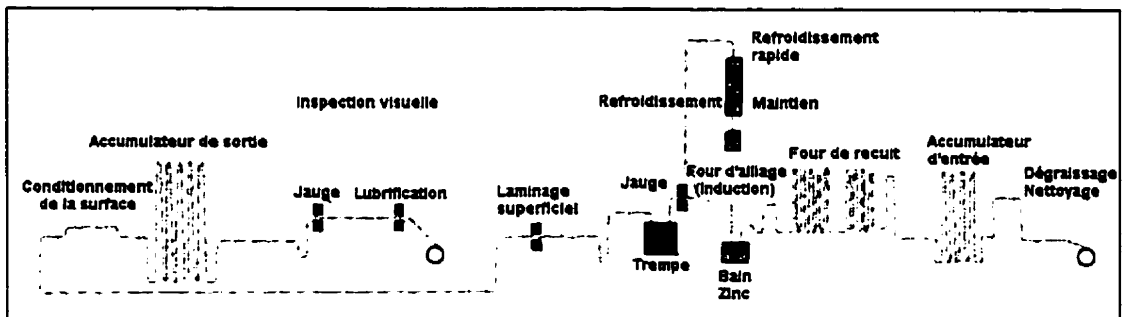 Refroidissement
rapide
Inspection visuelle
Refroidissement
Maintien
Accumulateur de sortie
Accumulateur
d'entrée
Four de recuit
Dégraissage
Nettoyage
Conditionnement
de la surface
Jauge
Lubrification
Laminage
superficiel
Jauge
Four d'alliage
(Induction)
Trempe
Bain
Zinc